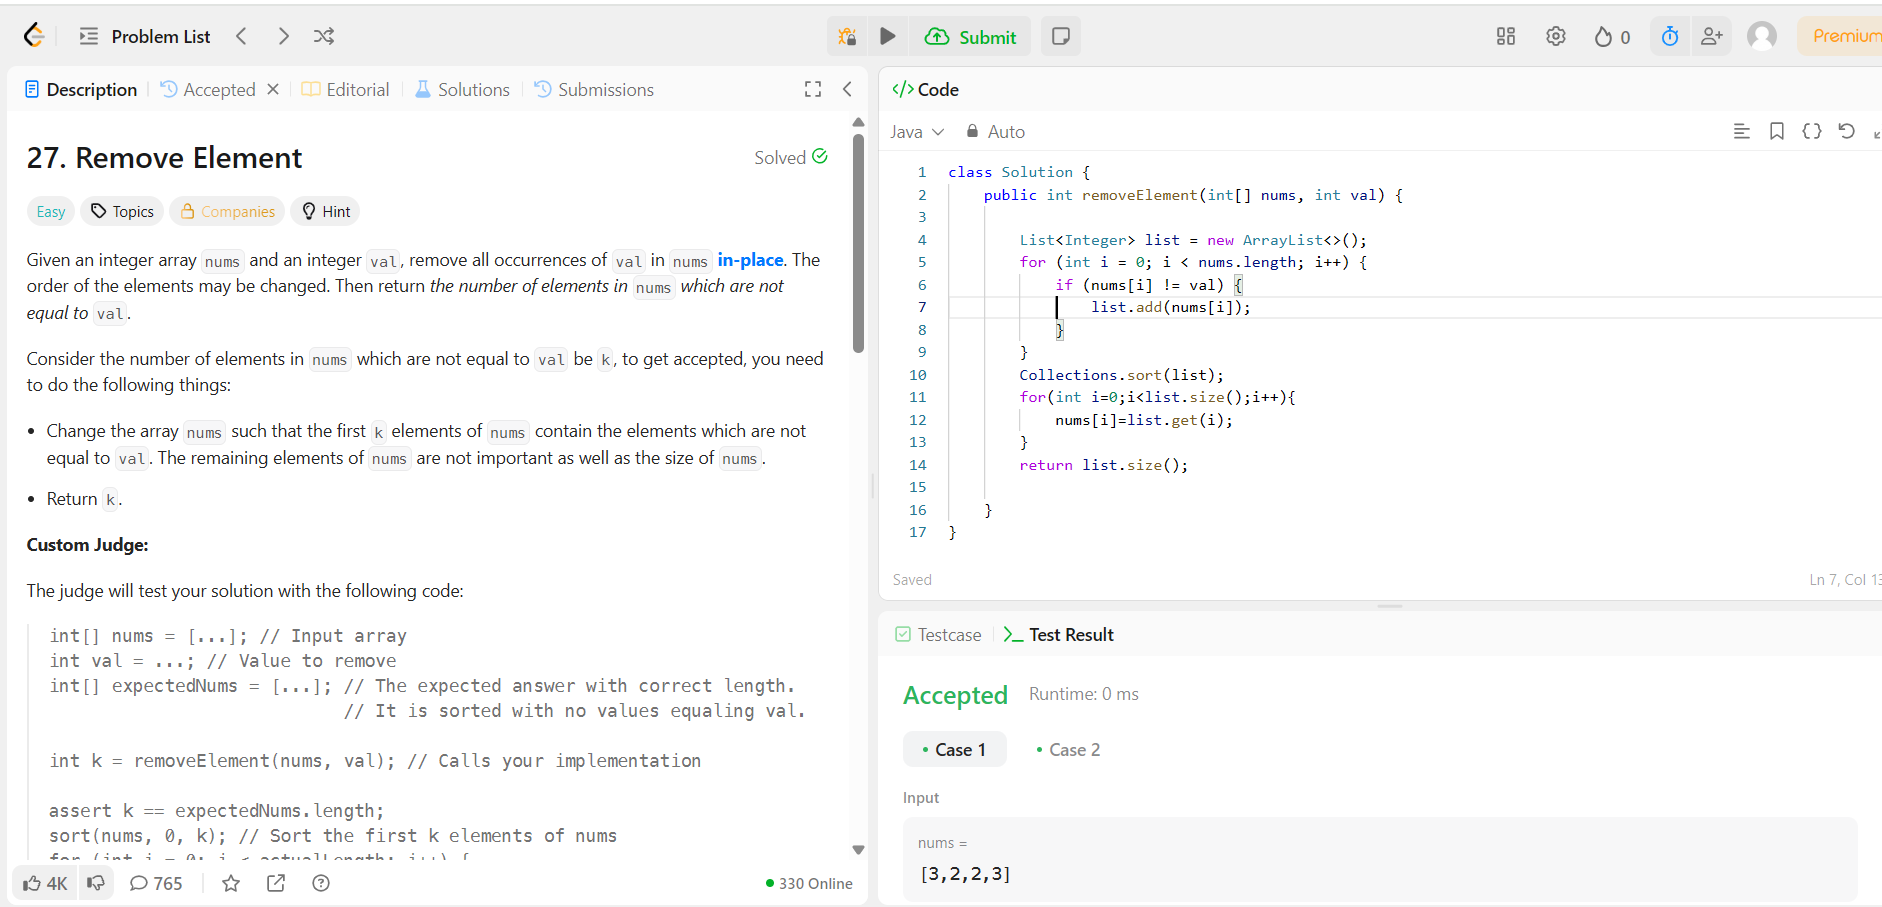 Problem List
Submit
0
Premium
Description
Accepted
Editorial
Solutions
Submissions
27. Remove Element
Solved
Easy
Topics
Companies
Hint
Given an integer array nums and an integer val, remove all occurrences of val in nums in-place. The
order of the elements may be changed. Then return the number of elements in nums which are not
equal to val.
Consider the number of elements in nums which are not equal to val be k, to get accepted, you need
to do the following things:
• Change the array nums such that the first k elements of nums contain the elements which are not
equal to val. The remaining elements of nums are not important as well as the size of nums.
• Return k.
Custom Judge:
The judge will test your solution with the following code:
int[] nums = [...]; // Input array
int val = ...; // Value to remove
int[] expectedNums = [...]; // The expected answer with correct length.
// It is sorted with no values equaling val.
int k = removeElement(nums, val); // Calls your implementation
assert k == expectedNums.length;
sort(nums, 0, k); // Sort the first k elements of nums
for (int i = 0; i < actualLength; i++) {
4K
765
330 Online
</> Code
Java
Auto
1 class Solution {
2 public int removeElement(int[] nums, int val) {
3
4 List<Integer> list = new ArrayList<>();
5 for (int i = 0; i < nums.length; i++) {
6 if (nums[i] != val) {
7 list.add(nums[i]);
8 }
9 }
10 Collections.sort(list);
11 for(int i=0;i<list.size();i++){
12 nums[i]=list.get(i);
13 }
14 return list.size();
15
16 }
17 }
Saved
Ln 7, Col 13
Testcase
Test Result
Accepted
Runtime: 0 ms
• Case 1
• Case 2
Input
nums =
[3,2,2,3]